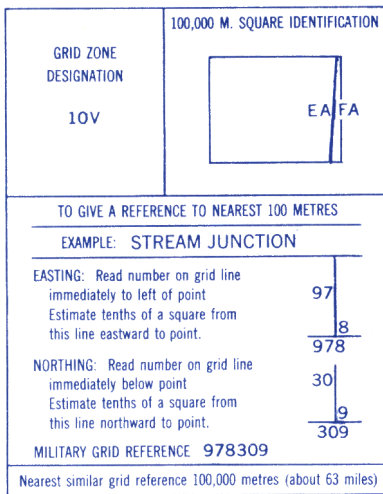 GRID ZONE
DESIGNATION
10V
100,000 M. SQUARE IDENTIFICATION
EA FA
TO GIVE A REFERENCE TO NEAREST 100 METRES
EXAMPLE: STREAM JUNCTION
EASTING: Read number on grid line
immediately to left of point
Estimate tenths of a square from
this line eastward to point.
97
8
978
NORTHING: Read number on grid line
immediately below point
Estimate tenths of a square from
this line northward to point.
30
9
309
MILITARY GRID REFERENCE 978309
Nearest similar grid reference 100,000 metres (about 63 miles)